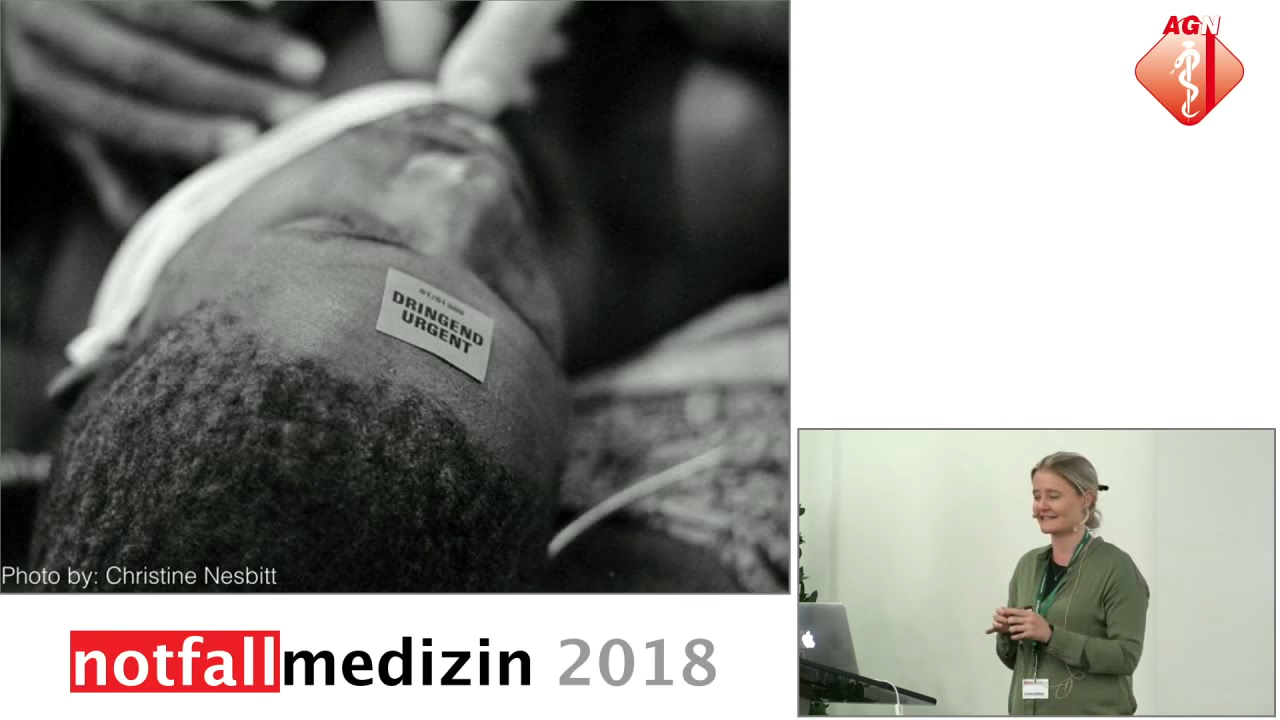 AGN
DRINGEND
URGENT
Photo by: Christine Nesbitt
notfallmedizin 2018